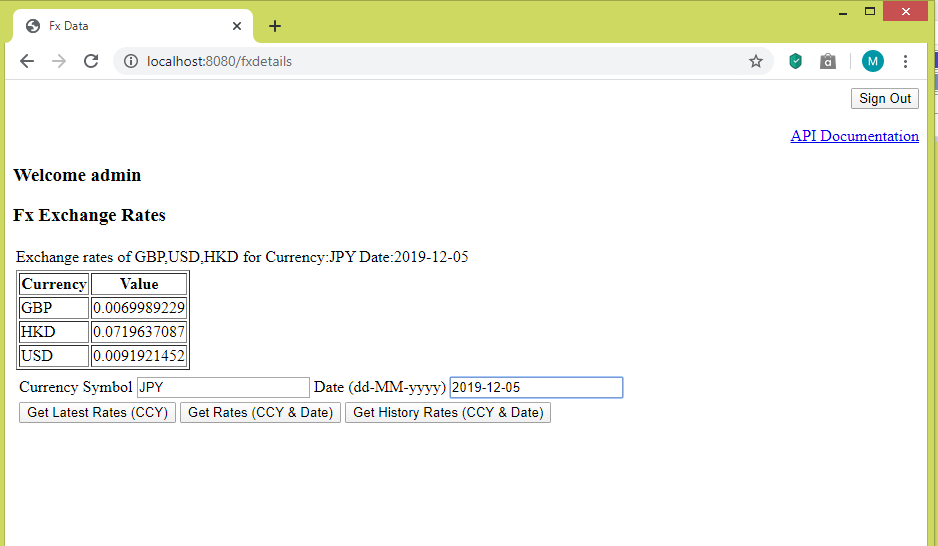 Fx Data
localhost:8080/fxdetails
M
Sign Out
API Documentation
Welcome admin
Fx Exchange Rates
Exchange rates of GBP,USD,HKD for Currency:JPY Date:2019-12-05
Currency Value
GBP 0.0069989229
HKD 0.0719637087
USD 0.0091921452
Currency Symbol JPY Date (dd-MM-yyyy) 2019-12-05
Get Latest Rates (CCY) Get Rates (CCY & Date) Get History Rates (CCY & Date)